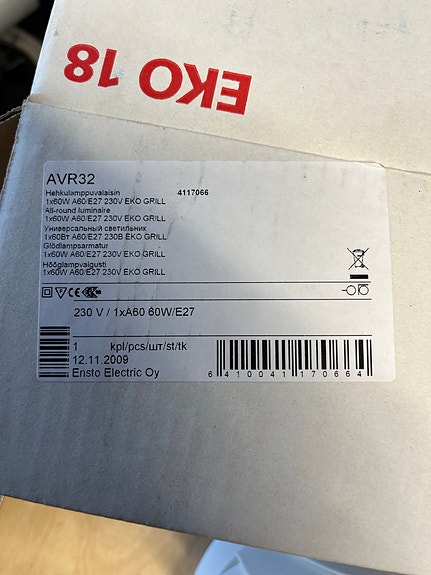 EKO 18
AVR32
Hehkulamppuvalaisin 4117066
1x60W A60/E27 230V EKO GRILL
All-round luminaire
1x60W A60/E27 230V EKO GRILL
Универсальный светильник
1x60Вт A60/E27 230В EKO GRILL
Glödlampsarmatur
1x60W A60/E27 230V EKO GRILL
Hõõglampvalgusti
1x60W A60/E27 230V EKO GRILL
230 V / 1xA60 60W/E27
1 kpl/pcs/шт/st/tk
12.11.2009
Ensto Electric Oy
6 410041 170664